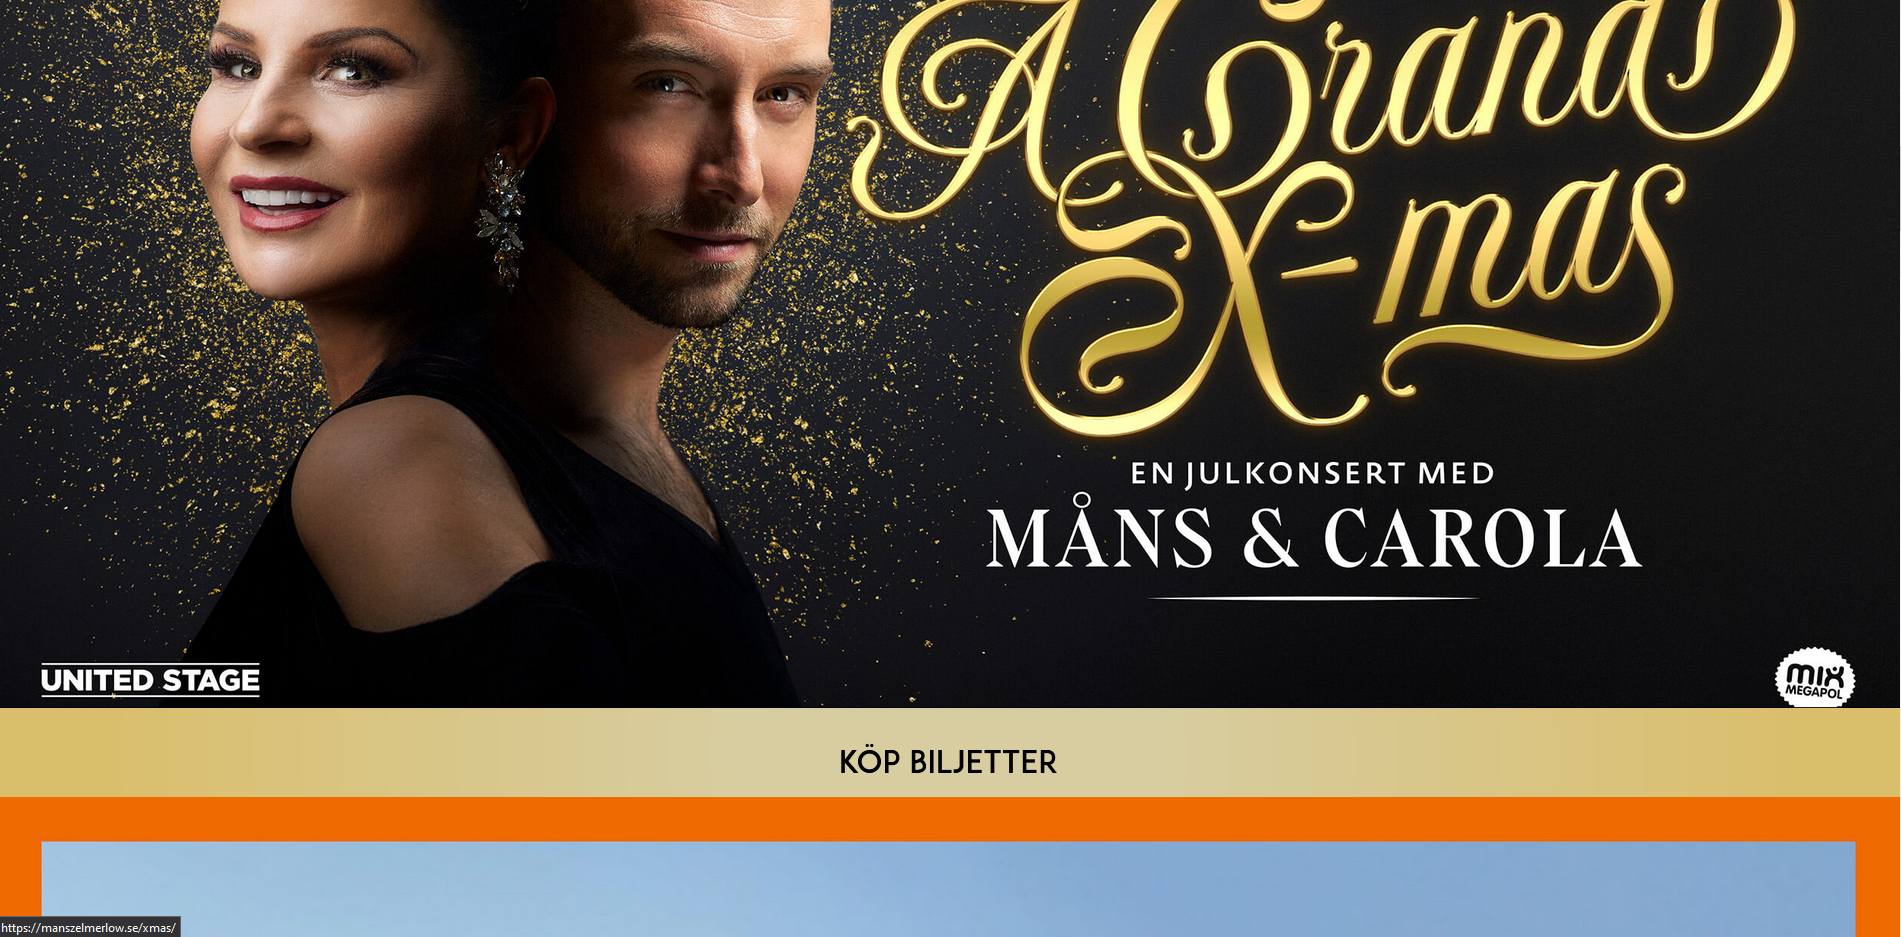 A Grand
X-mas
EN JULKONSERT MED
MÅNS & CAROLA
UNITED STAGE
mix
MEGAPOL
KÖP BILJETTER
https://manszelmerlow.se/xmas/